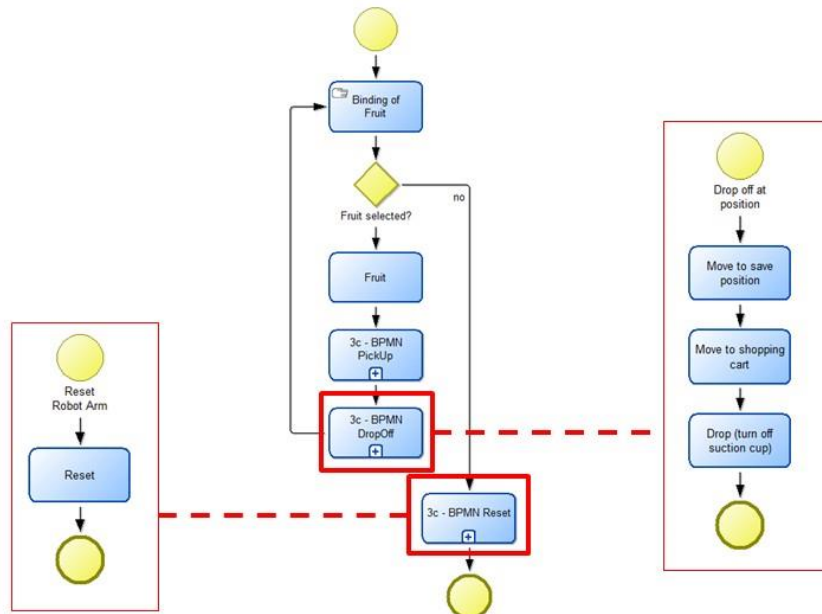 Binding of
Fruit
no
Fruit selected?
Fruit
3c - BPMN
PickUp
3c - BPMN
DropOff
3c - BPMN Reset
Reset
Robot Arm
Reset
Drop off at
position
Move to save
position
Move to shopping
cart
Drop (turn off
suction cup)